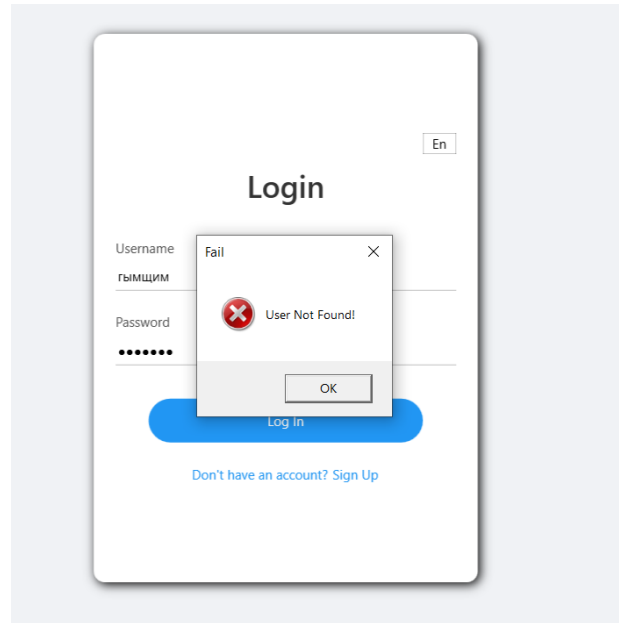 En
Login
Username
гымщим
Password
•••••••
Fail
User Not Found!
OK
Log In
Don't have an account? Sign Up